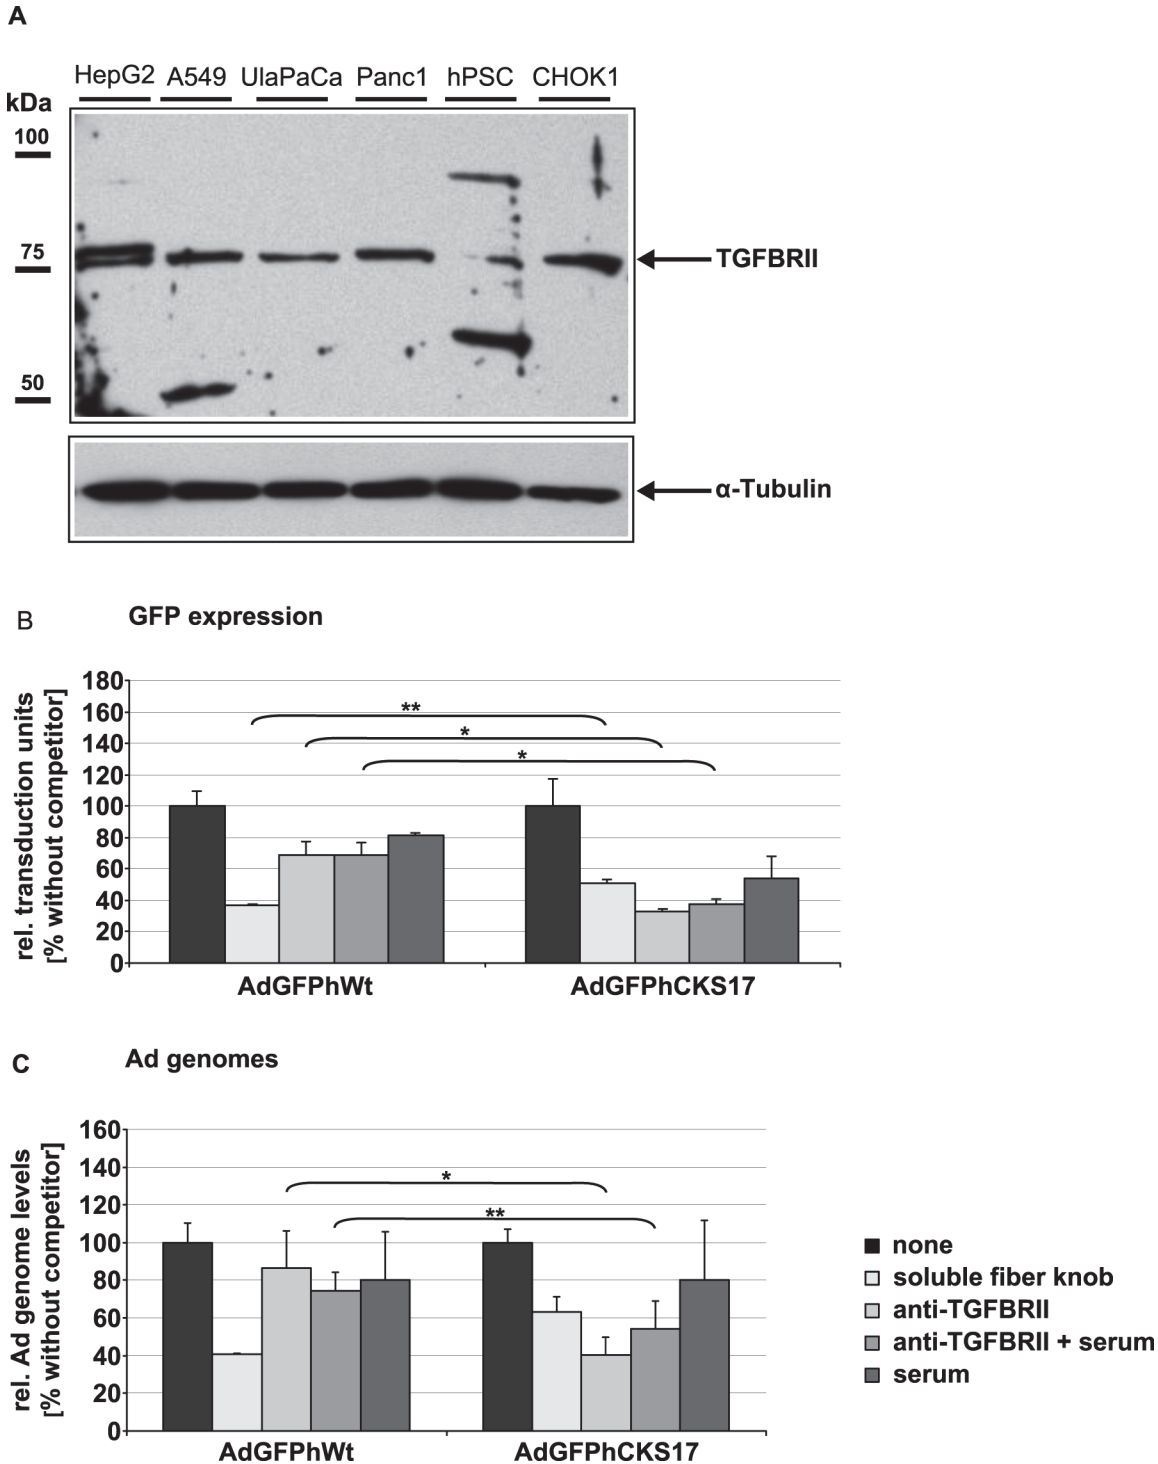 A
HepG2 A549 UlaPaCa Panc1 hPSC CHOK1
kDa
100
75
TGFBRII
50
α-Tubulin
B GFP expression
rel. transduction units
[% without competitor]
180
160
**
140
*
120
*
100
80
60
40
20
0
AdGFPhWt AdGFPhCKS17
C Ad genomes
rel. Ad genome levels
[% without competitor]
160
140
*
120
**
100
80
60
40
20
0
AdGFPhWt AdGFPhCKS17
none
soluble fiber knob
anti-TGFBRII
anti-TGFBRII + serum
serum